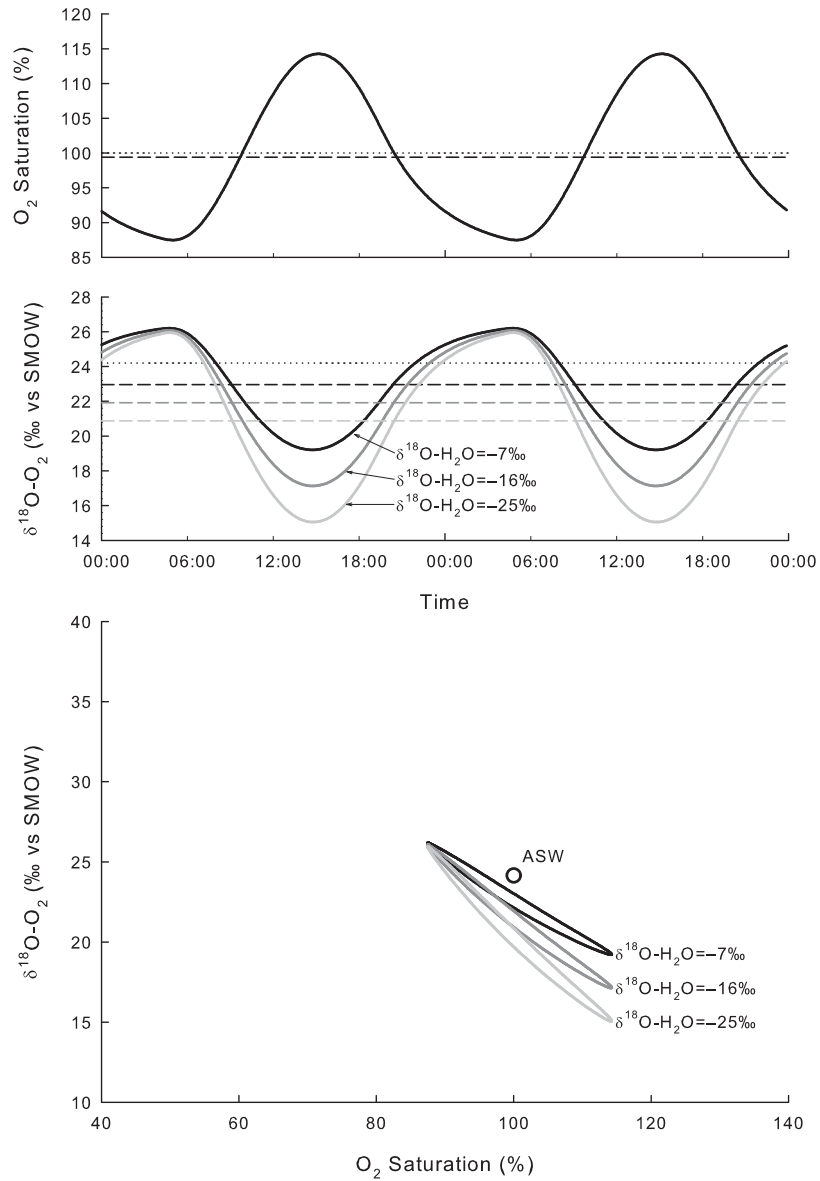 120
115
110
105
100
95
90
85
O₂ Saturation (%)
28
26
24
22
20
18
16
14
δ¹⁸O-O₂ (‰ vs SMOW)
δ¹⁸O-H₂O=−7‰
δ¹⁸O-H₂O=−16‰
δ¹⁸O-H₂O=−25‰
00:00 06:00 12:00 18:00 00:00 06:00 12:00 18:00 00:00
Time
40
35
30
25
20
15
10
δ¹⁸O-O₂ (‰ vs SMOW)
ASW
δ¹⁸O-H₂O=−7‰
δ¹⁸O-H₂O=−16‰
δ¹⁸O-H₂O=−25‰
40 60 80 100 120 140
O₂ Saturation (%)